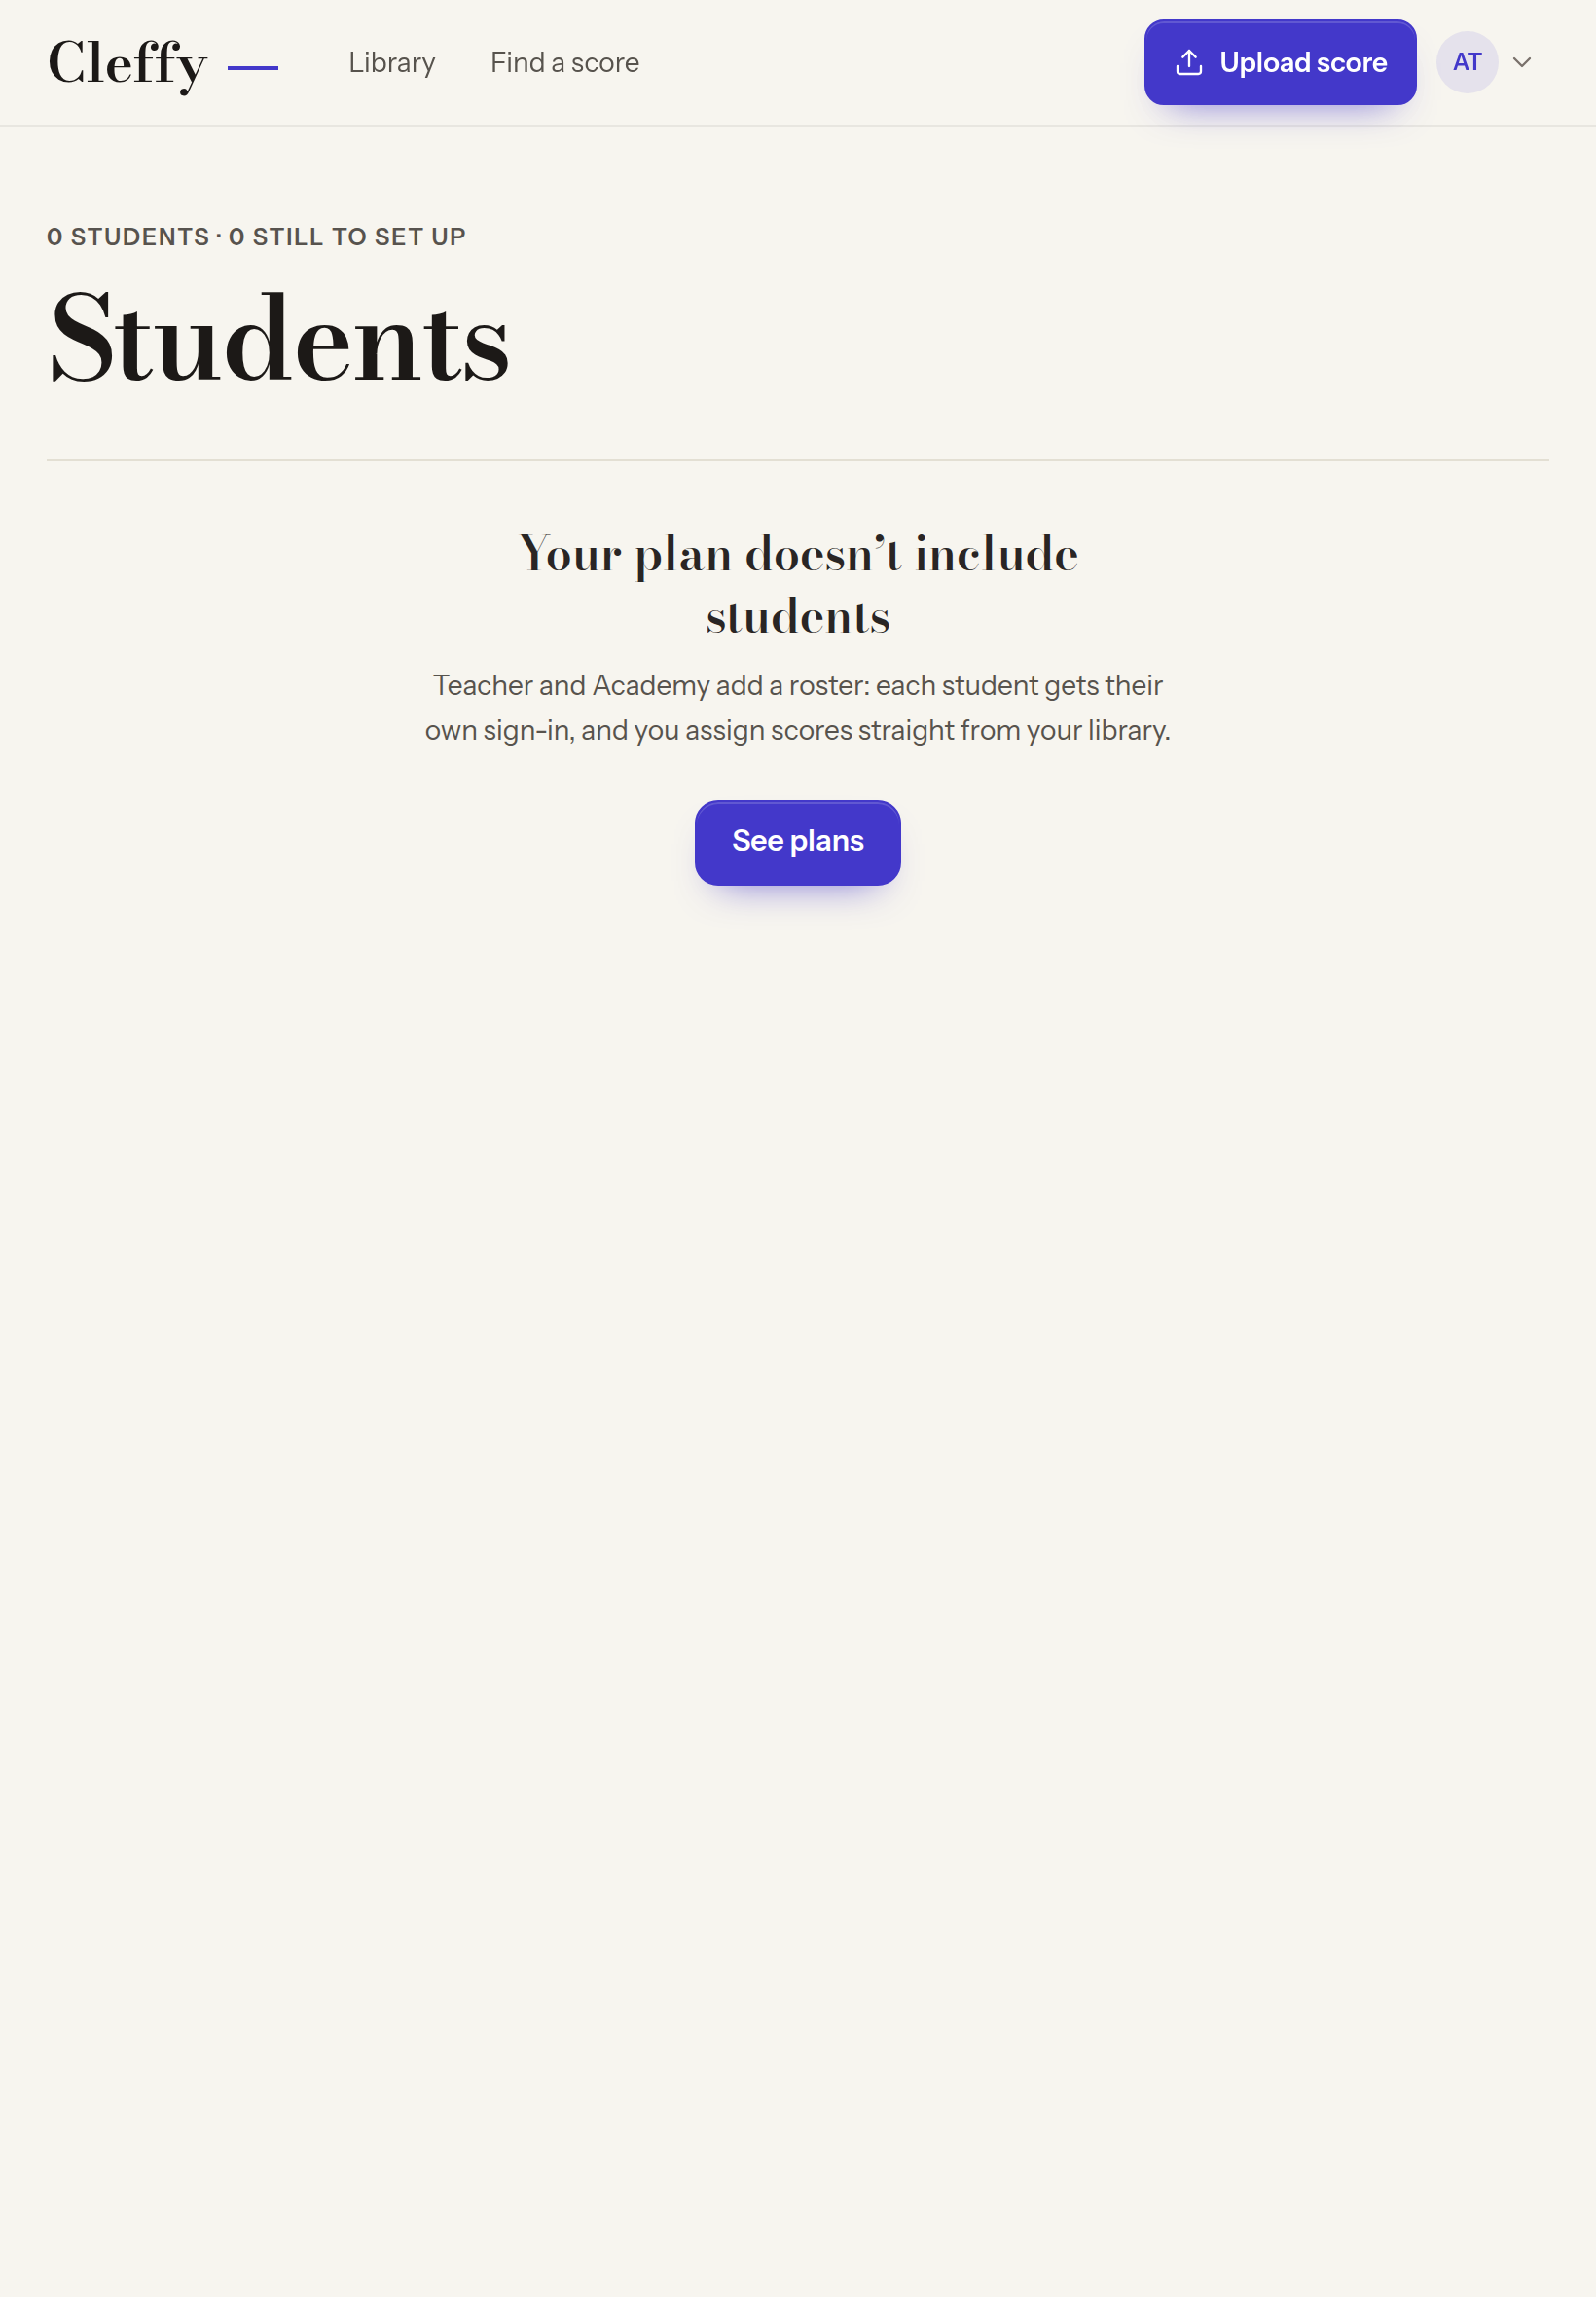 Cleffy
Library
Find a score
Upload score
AT
0 STUDENTS · 0 STILL TO SET UP
Students
Your plan doesn’t include
students
Teacher and Academy add a roster: each student gets their
own sign-in, and you assign scores straight from your library.
See plans